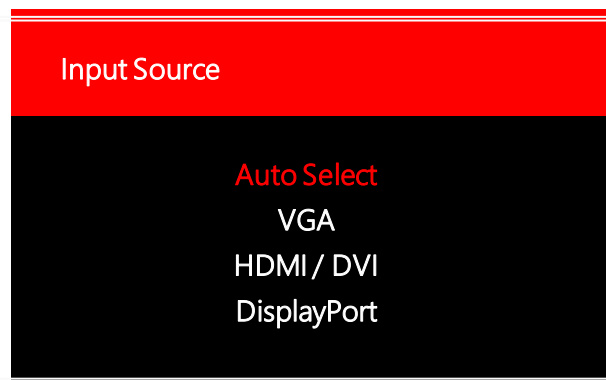 Input Source
Auto Select
VGA
HDMI / DVI
DisplayPort